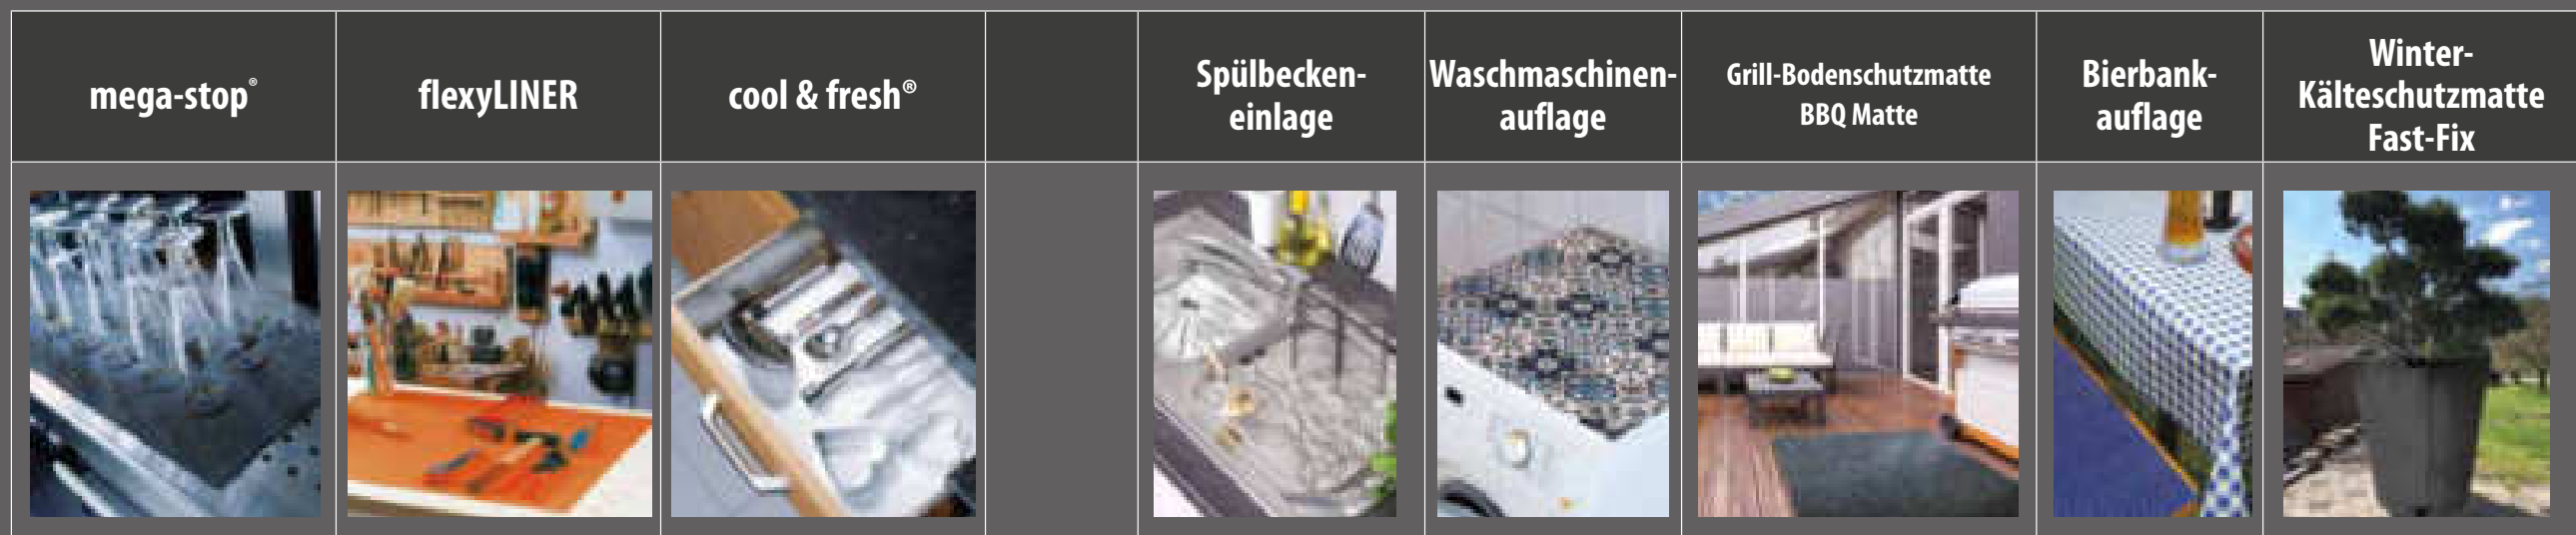 mega-stop®
flexyLINER
cool & fresh®
Spülbecken-
einlage
Waschmaschinen-
auflage
Grill-Bodenschutzmatte
BBQ Matte
Bierbank-
auflage
Winter-
Kälteschutzmatte
Fast-Fix